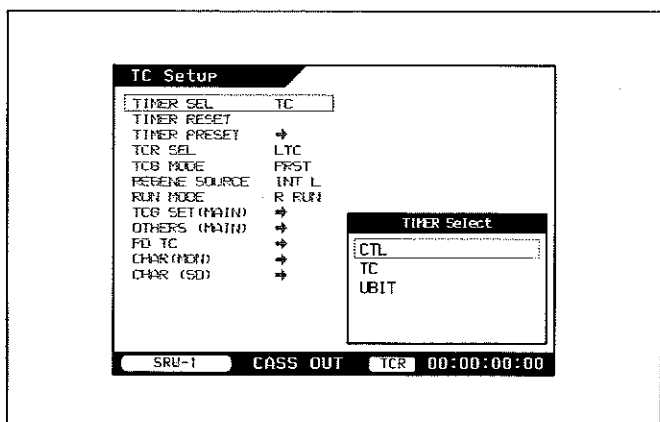 TC Setup
TIMER SEL TC
TIMER RESET
TIMER PRESET →
TCR SEL LTC
TCG MODE PRST
REGENE SOURCE INT L
RUN MODE R RUN
TCG SET(MAIN) →
OTHERS (MAIN) →
PD TC →
CHAR(MON) →
CHAR (SD) →
TIMER Select
CTL
TC
UBIT
SRW-1 CASS OUT TCR 00:00:00:00